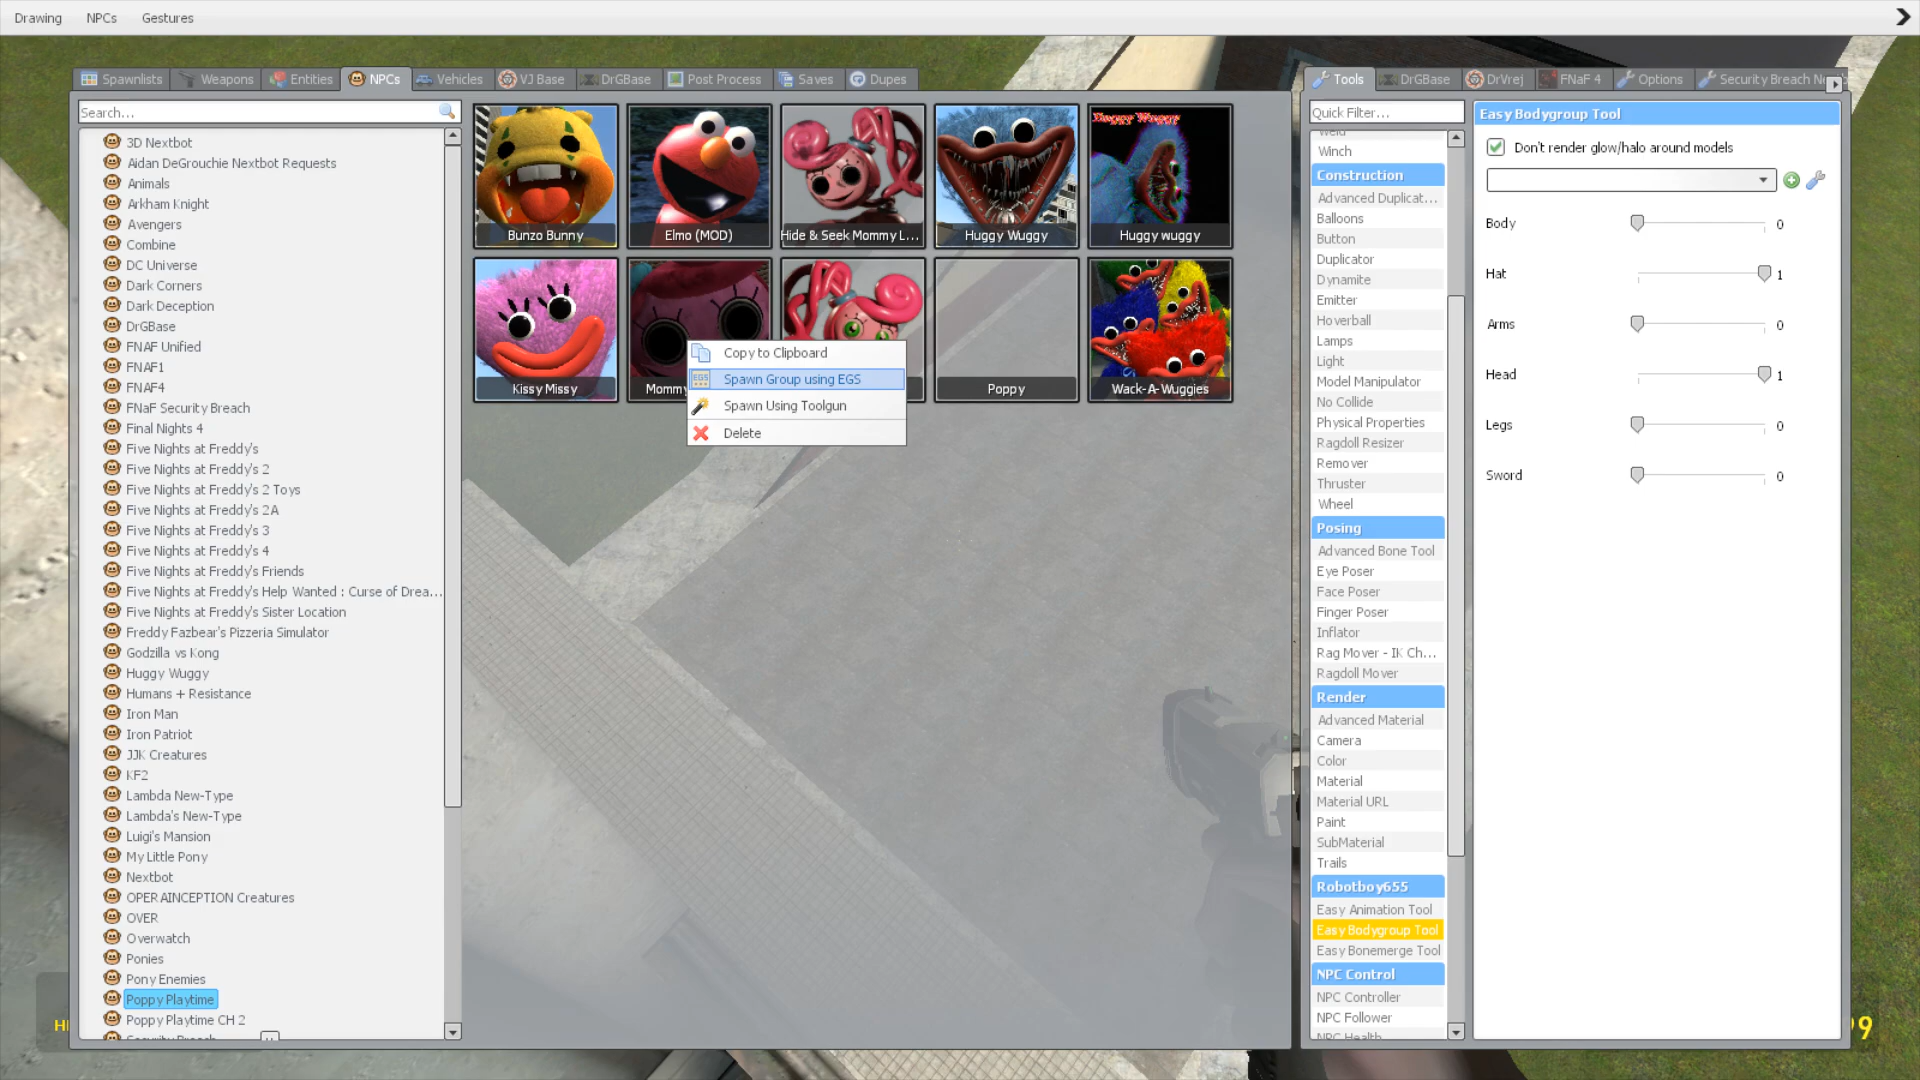 Drawing NPCs Gestures
Spawnlists Weapons Entities NPCs Vehicles VJ Base DrGBase Post Process Saves Dupes
Search...
3D Nextbot
Aidan DeGrouchie Nextbot Requests
Animals
Arkham Knight
Avengers
Combine
DC Universe
Dark Corners
Dark Deception
DrGBase
FNAF Unified
FNAF1
FNAF4
FNaF Security Breach
Final Nights 4
Five Nights at Freddy's
Five Nights at Freddy's 2
Five Nights at Freddy's 2 Toys
Five Nights at Freddy's 2A
Five Nights at Freddy's 3
Five Nights at Freddy's 4
Five Nights at Freddy's Friends
Five Nights at Freddy's Help Wanted : Curse of Drea...
Five Nights at Freddy's Sister Location
Freddy Fazbear's Pizzeria Simulator
Godzilla vs Kong
Huggy Wuggy
Humans + Resistance
Iron Man
Iron Patriot
JJK Creatures
KF2
Lambda New-Type
Lambda's New-Type
Luigi's Mansion
My Little Pony
Nextbot
OPERAINCEPTION Creatures
OVER
Overwatch
Ponies
Pony Enemies
Poppy Playtime
Poppy Playtime CH 2
Security Breach
Huggy Wuggy
Bunzo Bunny Elmo (MOD) Hide & Seek Mommy L... Huggy Wuggy Huggy wuggy
Kissy Missy Mommy Poppy Wack-A-Wuggies
Copy to Clipboard
EGS Spawn Group using EGS
Spawn Using Toolgun
Delete
Tools DrGBase DrVrej FNaF 4 Options Security Breach
Quick Filter...
Weld
Winch
Construction
Advanced Duplicat...
Balloons
Button
Duplicator
Dynamite
Emitter
Hoverball
Lamps
Light
Model Manipulator
No Collide
Physical Properties
Ragdoll Resizer
Remover
Thruster
Wheel
Posing
Advanced Bone Tool
Eye Poser
Face Poser
Finger Poser
Inflator
Rag Mover - IK Ch...
Ragdoll Mover
Render
Advanced Material
Camera
Color
Material
Material URL
Paint
SubMaterial
Trails
Robotboy655
Easy Animation Tool
Easy Bodygroup Tool
Easy Bonemerge Tool
NPC Control
NPC Controller
NPC Follower
NPC Health
Easy Bodygroup Tool
Don't render glow/halo around models
Body 0
Hat 1
Arms 0
Head 1
Legs 0
Sword 0